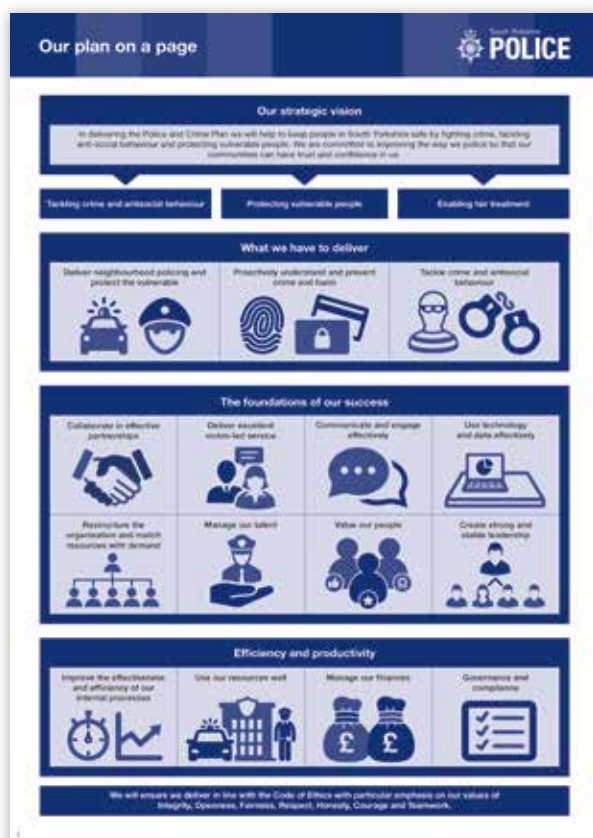 Our plan on a page
South Yorkshire
POLICE
Our strategic vision
In delivering the Police and Crime Plan we will help to keep people in South Yorkshire safe by fighting crime, tackling
anti-social behaviour and protecting vulnerable people. We are committed to improving the way we police so that our
communities can have trust and confidence in us
Tackling crime and antisocial behaviour
Protecting vulnerable people
Enabling fair treatment
What we have to deliver
Deliver neighbourhood policing and
protect the vulnerable
Proactively understand and prevent
crime and harm
Tackle crime and antisocial
behaviour
The foundations of our success
Collaborate in effective
partnerships
Deliver excellent
victim-led service
Communicate and engage
effectively
Use technology
and data effectively
Restructure the
organisation and match
resources with demand
Manage our talent
Value our people
Create strong and
stable leadership
Efficiency and productivity
Improve the effectiveness
and efficiency of our
internal processes
Use our resources well
Manage our finances
££
Governance and
compliance
We will ensure we deliver in line with the Code of Ethics with particular emphasis on our values of
Integrity, Openness, Fairness, Respect, Honesty, Courage and Teamwork.